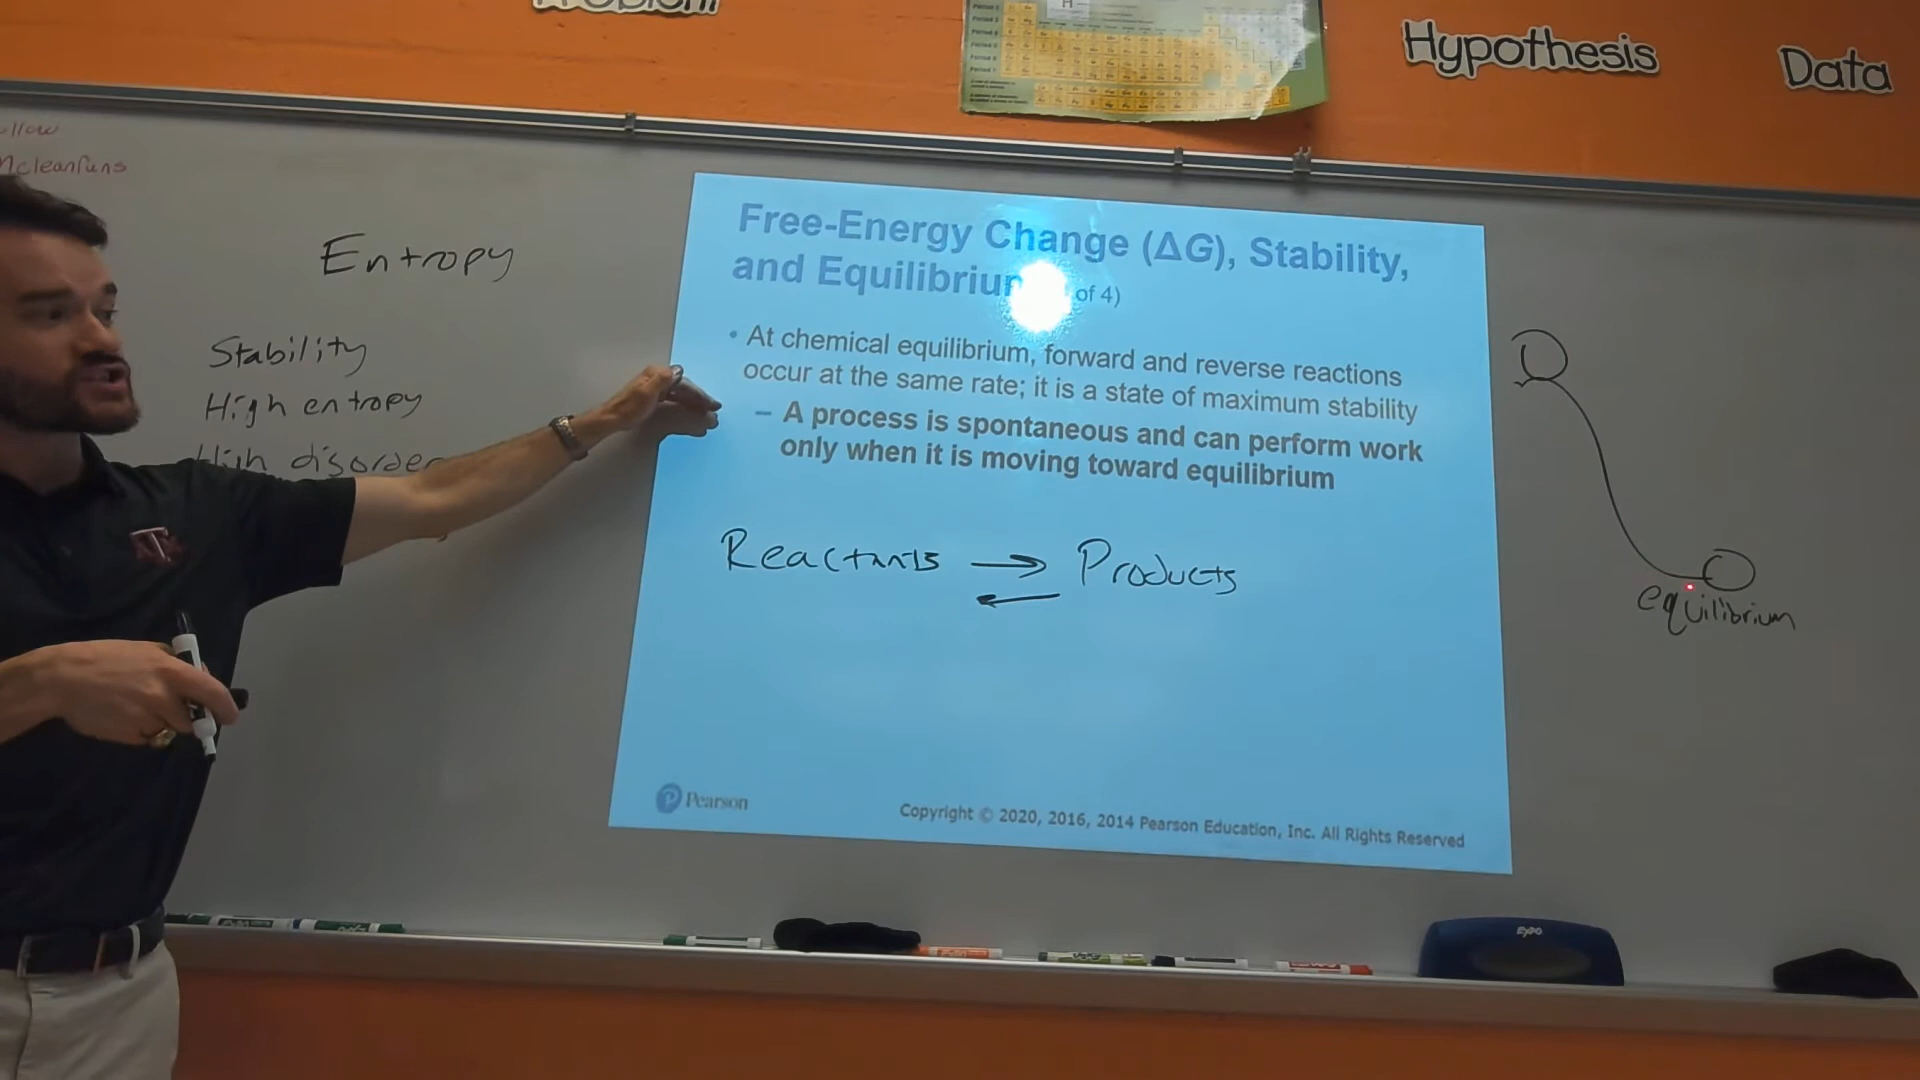 Hypothesis
Data
Mcleanfuns
Entropy
Stability
High entropy
High disorder
Free-Energy Change (ΔG), Stability,
and Equilibrium
of 4)
• At chemical equilibrium, forward and reverse reactions
occur at the same rate; it is a state of maximum stability
– A process is spontaneous and can perform work
only when it is moving toward equilibrium
Reactants → Products
←
equilibrium
Pearson
Copyright © 2020, 2016, 2014 Pearson Education, Inc. All Rights Reserved
EXPO